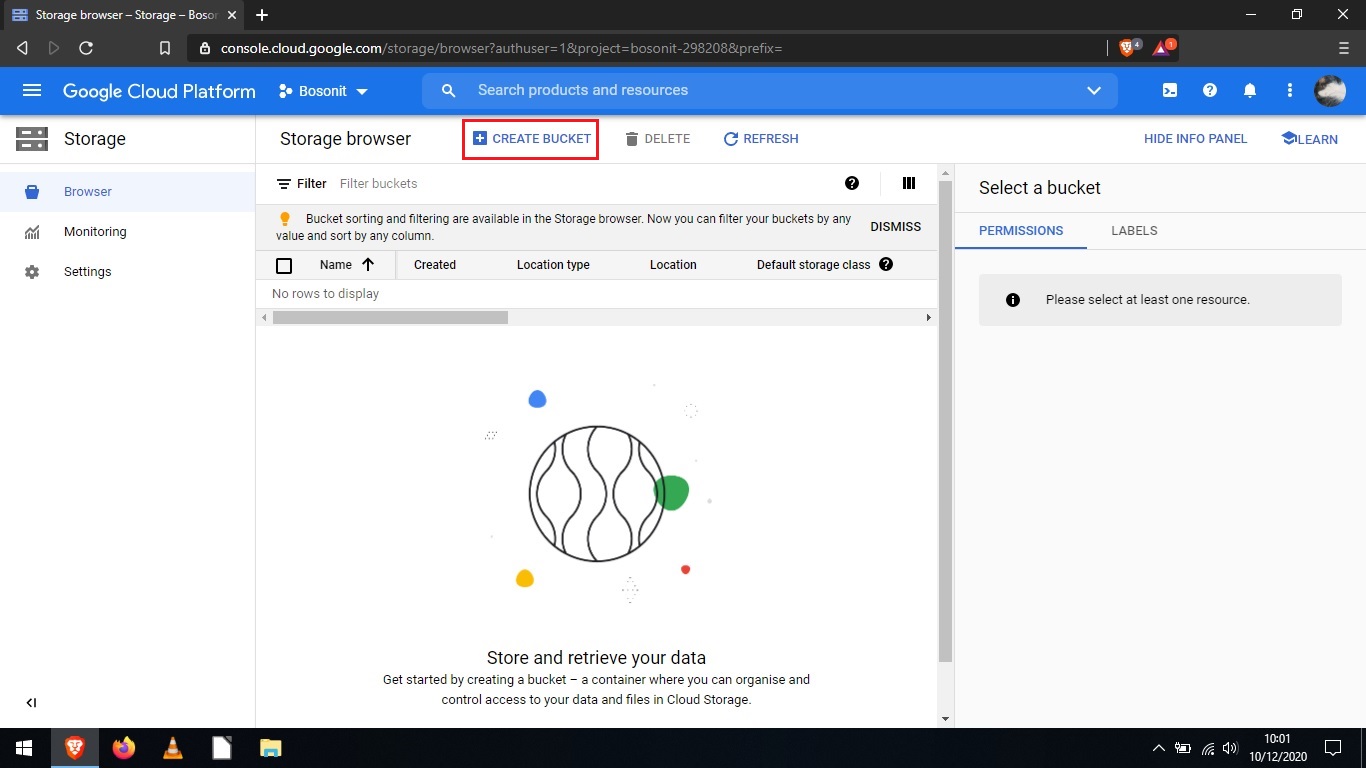 Storage browser – Storage – Boson
console.cloud.google.com/storage/browser?authuser=1&project=bosonit-298208&prefix=
4
1
Google Cloud Platform
Bosonit
Search products and resources
Storage
Storage browser
CREATE BUCKET
DELETE
REFRESH
HIDE INFO PANEL
LEARN
Browser
Monitoring
Settings
Filter Filter buckets
Bucket sorting and filtering are available in the Storage browser. Now you can filter your buckets by any
value and sort by any column.
DISMISS
Name Created Location type Location Default storage class
No rows to display
Store and retrieve your data
Get started by creating a bucket – a container where you can organise and
control access to your data and files in Cloud Storage.
Select a bucket
PERMISSIONS LABELS
Please select at least one resource.
10:01
10/12/2020